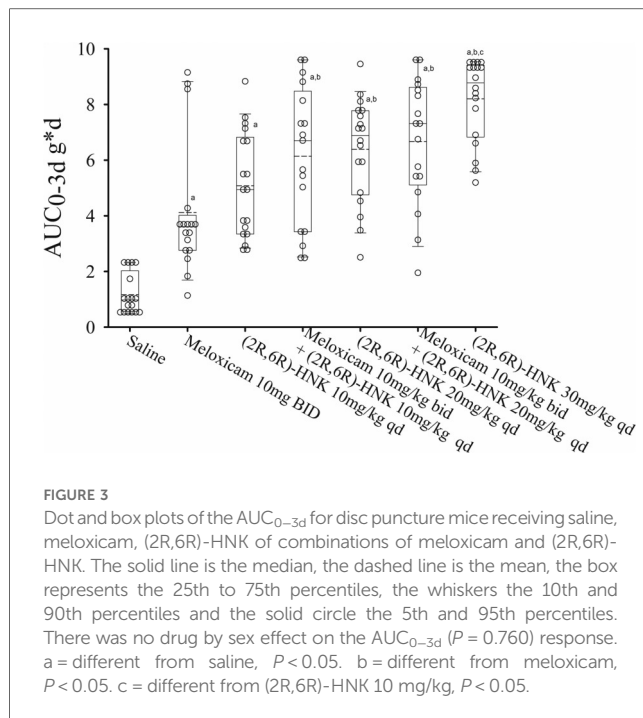 10
8
6
4
2
0
AUC0-3d g*d
a
a
a,b
a,b
a,b
a,b,c
Saline
Meloxicam 10mg BID
(2R,6R)-HNK 10mg/kg qd
Meloxicam 10mg/kg bid
+ (2R,6R)-HNK 10mg/kg qd
(2R,6R)-HNK 20mg/kg qd
Meloxicam 10mg/kg bid
+ (2R,6R)-HNK 20mg/kg qd
(2R,6R)-HNK 30mg/kg qd
FIGURE 3
Dot and box plots of the AUC0–3d for disc puncture mice receiving saline,
meloxicam, (2R,6R)-HNK of combinations of meloxicam and (2R,6R)-
HNK. The solid line is the median, the dashed line is the mean, the box
represents the 25th to 75th percentiles, the whiskers the 10th and
90th percentiles and the solid circle the 5th and 95th percentiles.
There was no drug by sex effect on the AUC0–3d (P = 0.760) response.
a = different from saline, P < 0.05. b = different from meloxicam,
P < 0.05. c = different from (2R,6R)-HNK 10 mg/kg, P < 0.05.